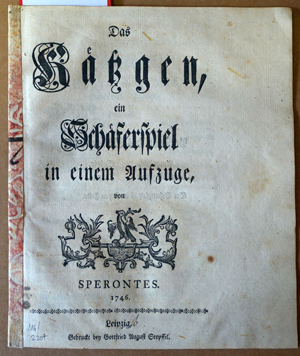 Das
Kätzgen,
ein
Schäferspiel
in einem Aufzuge,
von
SPERONTES.
1746.
Leipzig,
Gedruckt bey Gottfried August Stopffel.